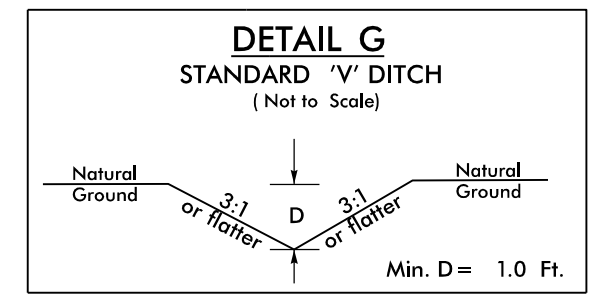 DETAIL G
STANDARD 'V' DITCH
( Not to Scale)
Natural
Ground
3:1
or flatter
D
3:1
or flatter
Natural
Ground
Min. D = 1.0 Ft.